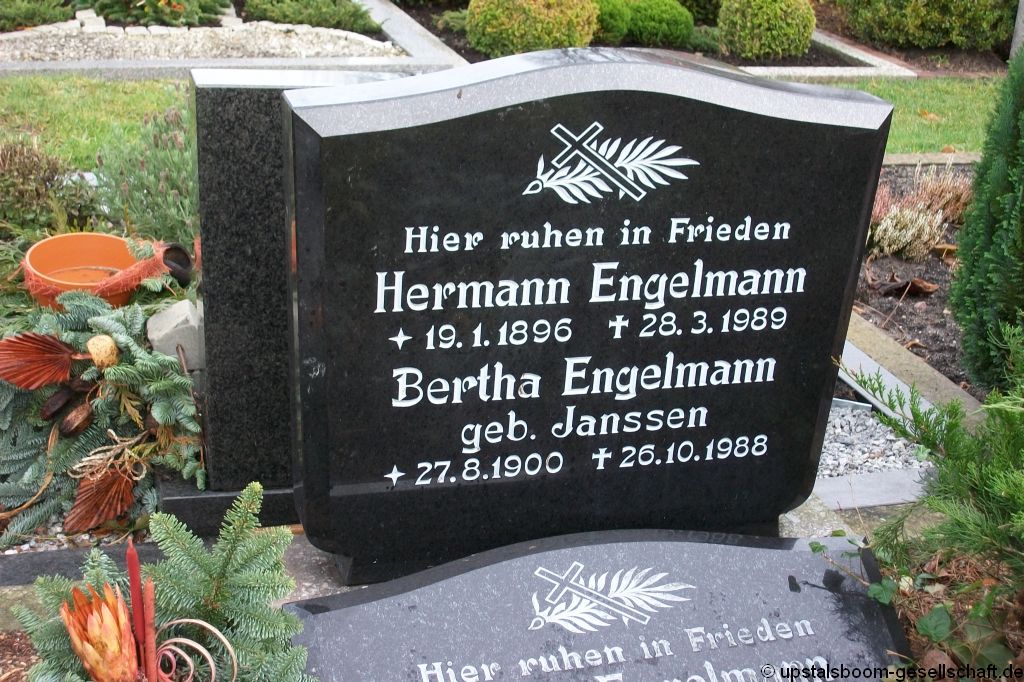 Hier ruhen in Frieden
Hermann Engelmann
✦ 19.1.1896 ✝ 28.3.1989
Bertha Engelmann
geb. Janssen
✦ 27.8.1900 ✝ 26.10.1988
Hier ruhen in Frieden
Engelmann
© upstalsboom-gesellschaft.de